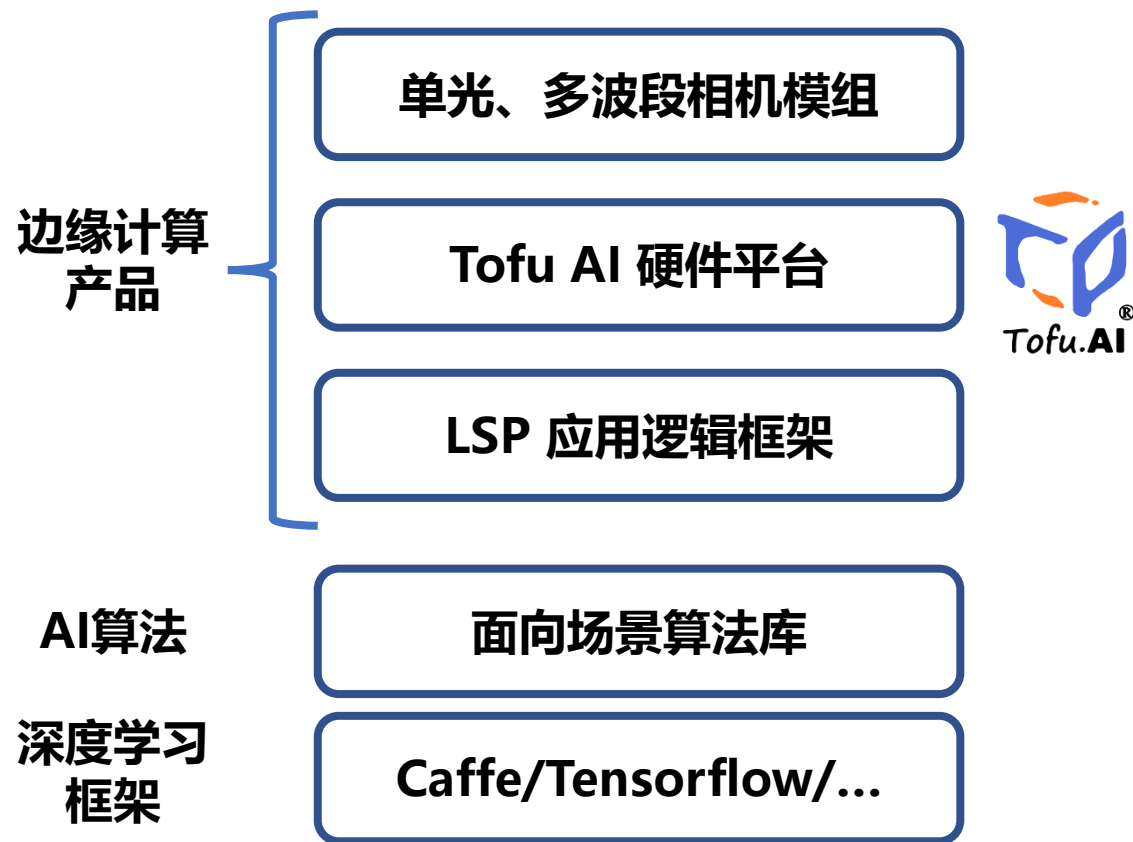 单光、多波段相机模组
边缘计算
产品
Tofu AI 硬件平台
®
Tofu.AI
LSP 应用逻辑框架
AI算法
面向场景算法库
深度学习
框架
Caffe/Tensorflow/...